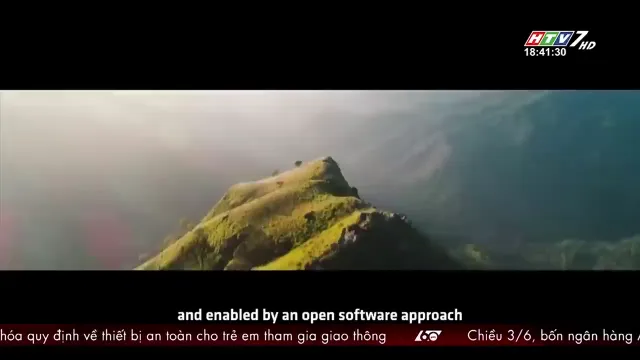 HTV7 HD
18:41:30
and enabled by an open software approach
hóa quy định về thiết bị an toàn cho trẻ em tham gia giao thông 60 Chiều 3/6, bốn ngân hàng